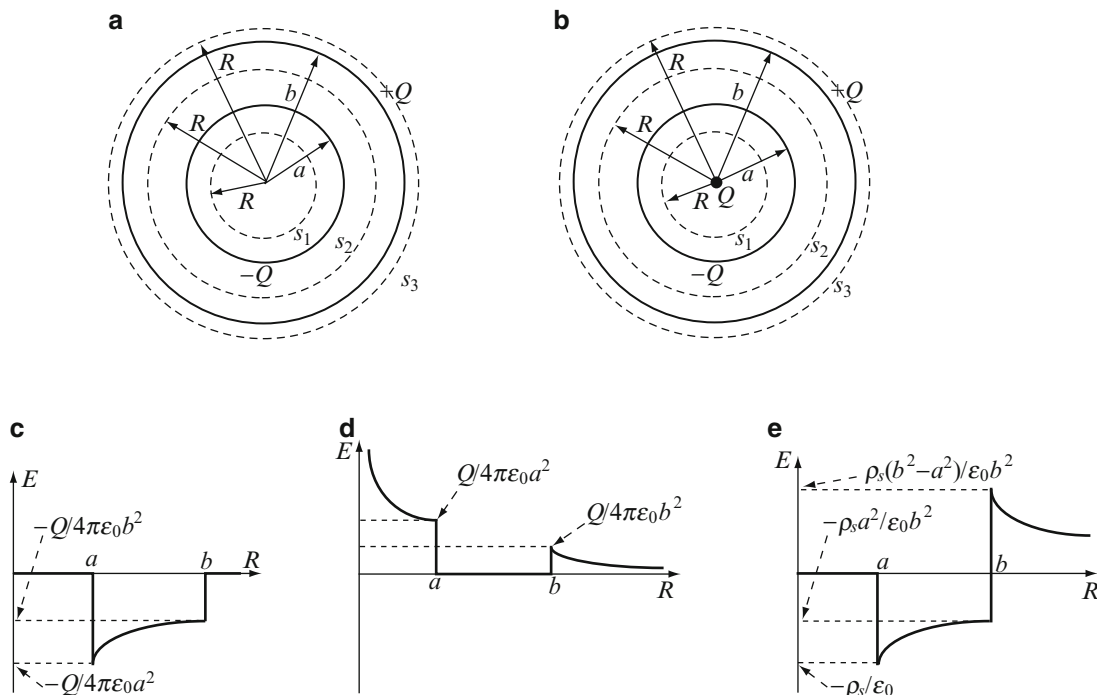 a
R
b
+Q
R
a
R
s₁
s₂
−Q
s₃
b
R
b
+Q
R
a
R
Q
s₁
s₂
−Q
s₃
c
E
−Q/4πε₀b²
a
b
R
−Q/4πε₀a²
d
E
Q/4πε₀a²
Q/4πε₀b²
a
b
R
e
E
ρₛ(b²−a²)/ε₀b²
−ρₛa²/ε₀b²
a
b
R
−ρₛ/ε₀